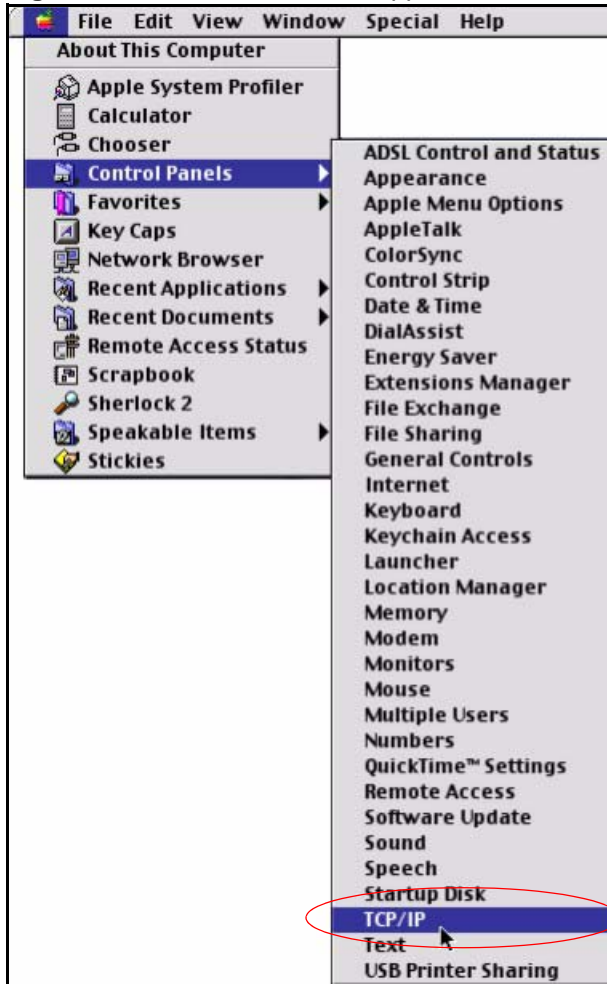 File Edit View Window Special Help
About This Computer
Apple System Profiler
Calculator
Chooser
Control Panels
Favorites
Key Caps
Network Browser
Recent Applications
Recent Documents
Remote Access Status
Scrapbook
Sherlock 2
Speakable Items
Stickies
ADSL Control and Status
Appearance
Apple Menu Options
AppleTalk
ColorSync
Control Strip
Date & Time
DialAssist
Energy Saver
Extensions Manager
File Exchange
File Sharing
General Controls
Internet
Keyboard
Keychain Access
Launcher
Location Manager
Memory
Modem
Monitors
Mouse
Multiple Users
Numbers
QuickTime™ Settings
Remote Access
Software Update
Sound
Speech
Startup Disk
TCP/IP
Text
USB Printer Sharing